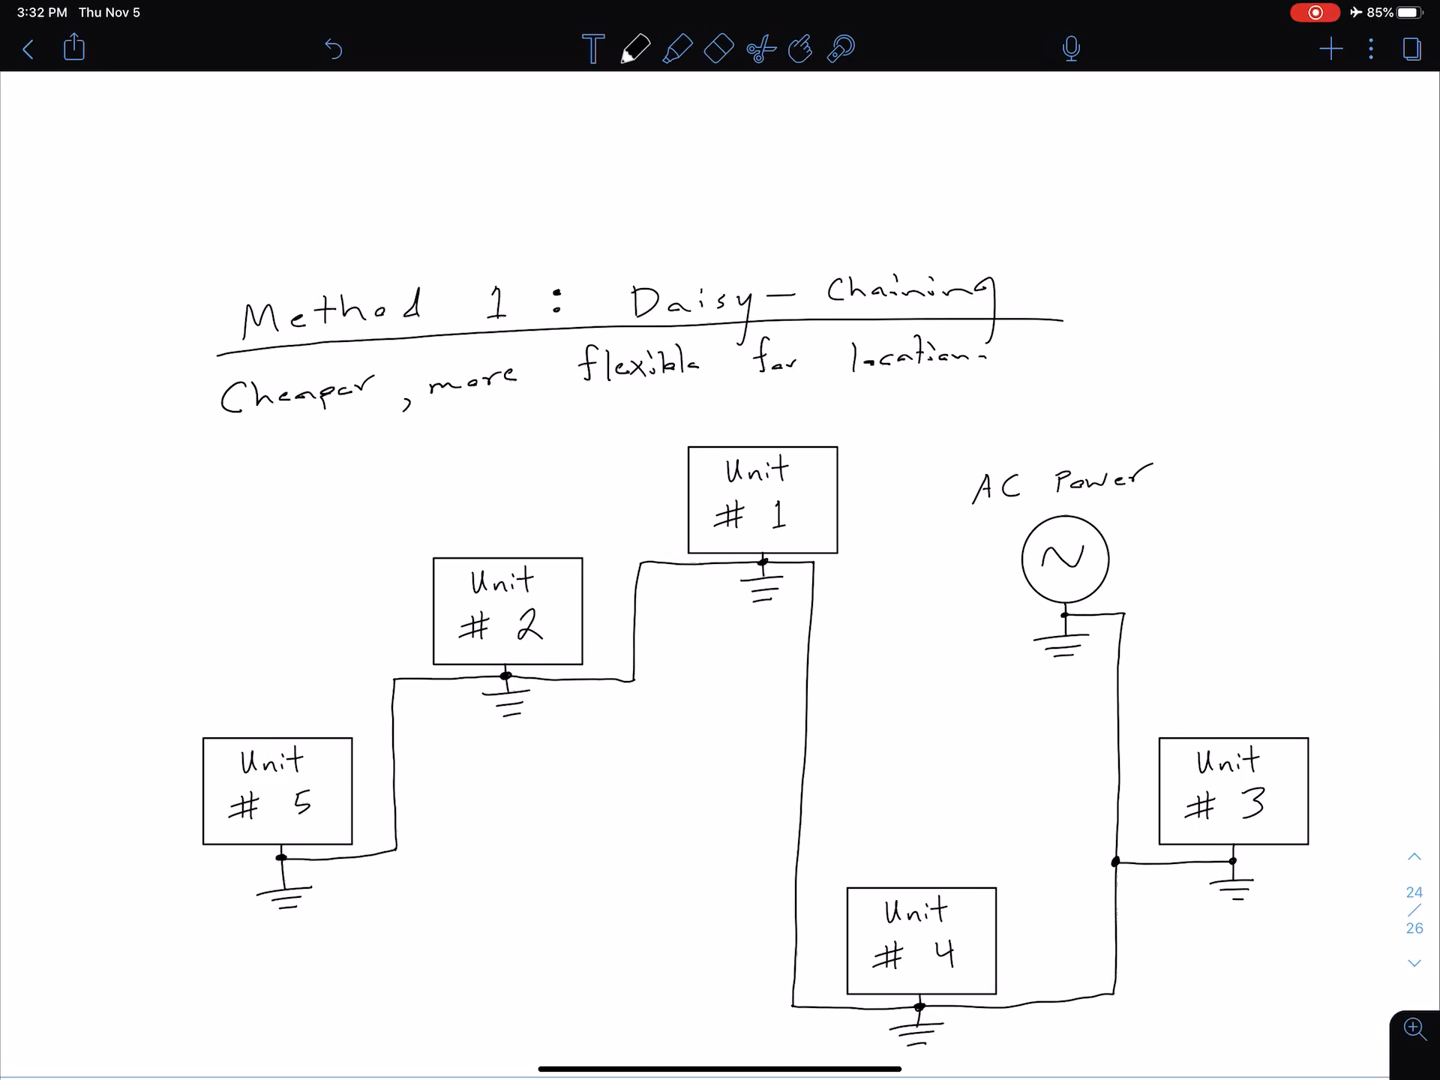 3:32 PM Thu Nov 5
85%
T
Method 1 : Daisy-Chaining
Cheaper, more flexible for location.
Unit
# 1
AC Power
Unit
# 2
Unit
# 5
Unit
# 3
Unit
# 4
24
/
26